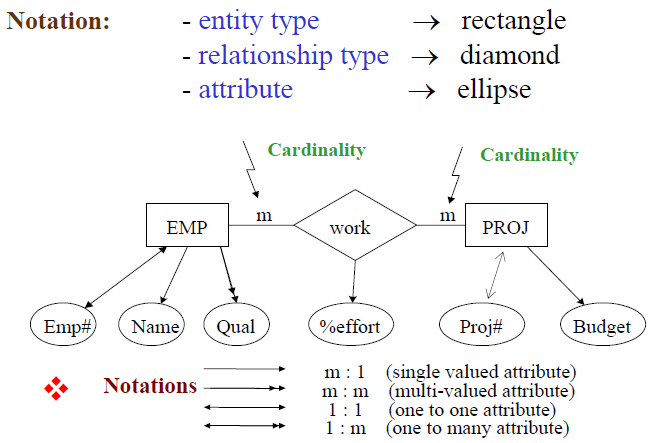 Notation: - entity type → rectangle
- relationship type → diamond
- attribute → ellipse
Cardinality Cardinality
EMP m work m PROJ
Emp# Name Qual %effort Proj# Budget
❖ Notations
m : 1 (single valued attribute)
m : m (multi-valued attribute)
1 : 1 (one to one attribute)
1 : m (one to many attribute)